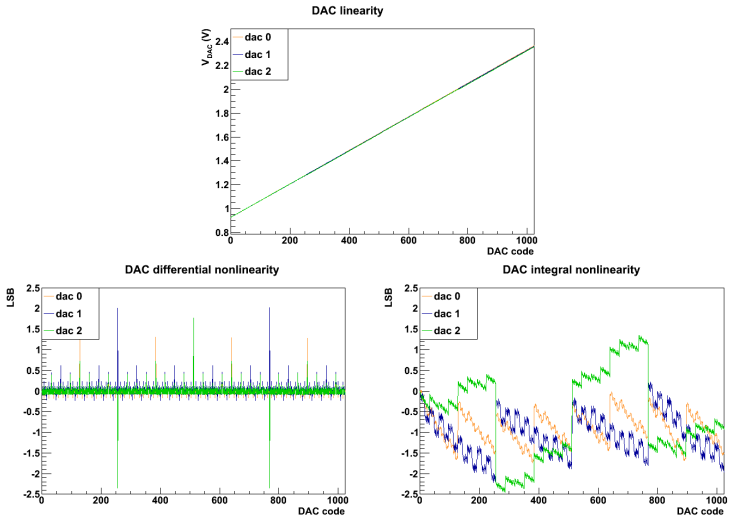 DAC linearity
V_DAC (V)
2.4
2.2
2
1.8
1.6
1.4
1.2
1
0.8
dac 0
dac 1
dac 2
0 200 400 600 800 1000
DAC code
DAC differential nonlinearity
LSB
2.5
2
1.5
1
0.5
0
-0.5
-1
-1.5
-2
-2.5
dac 0
dac 1
dac 2
0 200 400 600 800 1000
DAC code
DAC integral nonlinearity
LSB
2.5
2
1.5
1
0.5
0
-0.5
-1
-1.5
-2
-2.5
dac 0
dac 1
dac 2
0 200 400 600 800 1000
DAC code